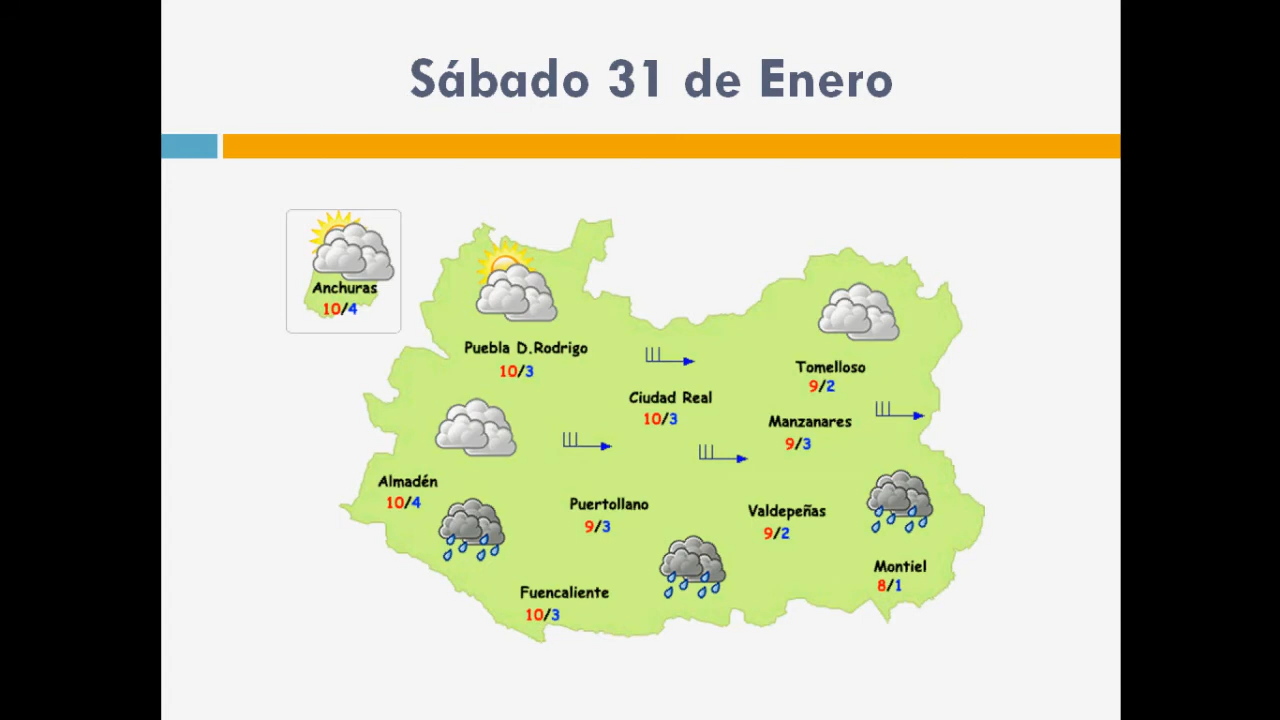 Sábado 31 de Enero
Anchuras
10/4
Puebla D.Rodrigo
10/3
Tomelloso
9/2
Ciudad Real
10/3
Manzanares
9/3
Almadén
10/4
Puertollano
9/3
Valdepeñas
9/2
Montiel
8/1
Fuencaliente
10/3